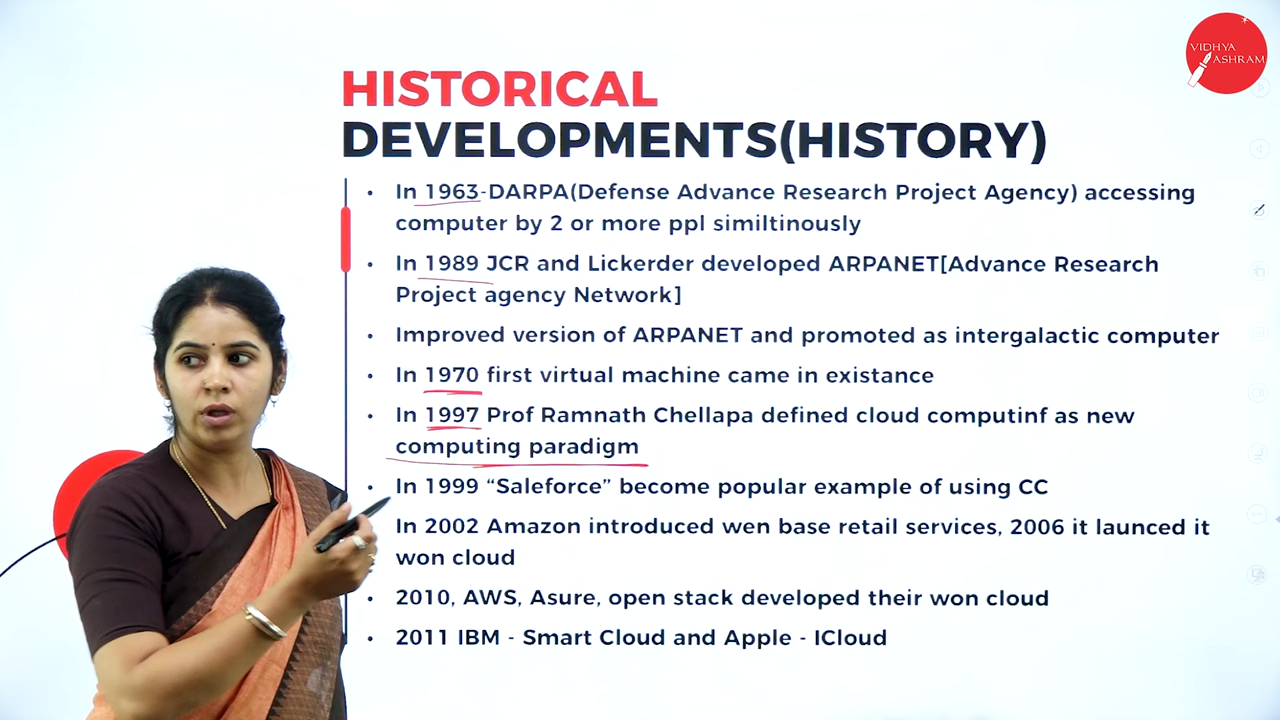 VIDHYA
ASHRAM
HISTORICAL
DEVELOPMENTS(HISTORY)
• In 1963-DARPA(Defense Advance Research Project Agency) accessing
computer by 2 or more ppl similtinously
• In 1989 JCR and Lickerder developed ARPANET[Advance Research
Project agency Network]
• Improved version of ARPANET and promoted as intergalactic computer
• In 1970 first virtual machine came in existance
• In 1997 Prof Ramnath Chellapa defined cloud computinf as new
computing paradigm
• In 1999 “Saleforce” become popular example of using CC
In 2002 Amazon introduced wen base retail services, 2006 it launced it
won cloud
• 2010, AWS, Asure, open stack developed their won cloud
• 2011 IBM - Smart Cloud and Apple - ICloud